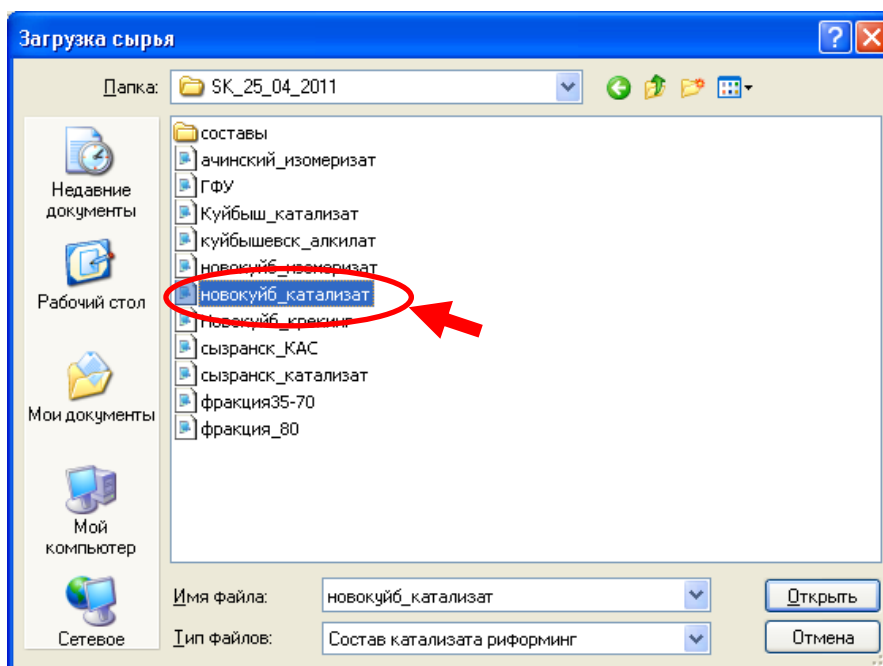 Загрузка сырья
Папка: SK_25_04_2011
составы
ачинский_изомеризат
ГФУ
Куйбыш_катализат
куйбышевск_алкилат
новокуйб_изомеризат
новокуйб_катализат
Новокуйб_крекинг
сызранск_КАС
сызранск_катализат
фракция35-70
фракция_80
Недавние
документы
Рабочий стол
Мои документы
Мой
компьютер
Сетевое
Имя файла: новокуйб_катализат Открыть
Тип файлов: Состав катализата риформинг Отмена